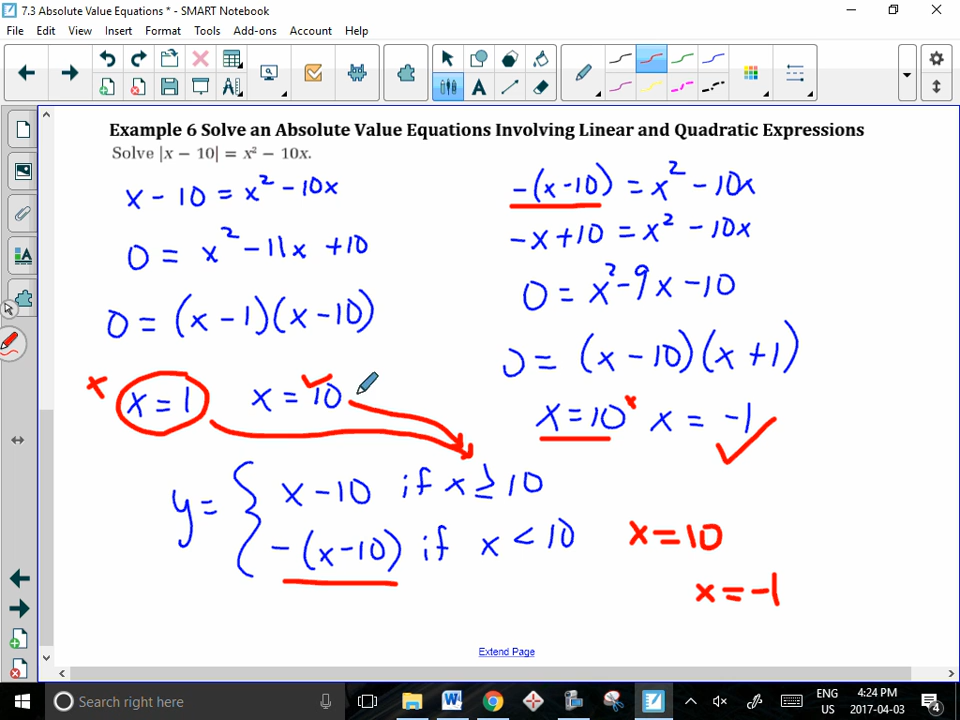 7.3 Absolute Value Equations * - SMART Notebook
File Edit View Insert Format Tools Add-ons Account Help
Example 6 Solve an Absolute Value Equations Involving Linear and Quadratic Expressions
Solve |x − 10| = x² − 10x.
x - 10 = x² - 10x
0 = x² - 11x + 10
0 = (x - 1)(x - 10)
x = 1 x = 10
-(x-10) = x² - 10x
-x + 10 = x² - 10x
0 = x² - 9x - 10
0 = (x - 10)(x + 1)
x = 10 x = -1
y = { x - 10 if x ≥ 10
-(x-10) if x < 10
x = 10
x = -1
Extend Page
Search right here
ENG
US
4:24 PM
2017-04-03
4